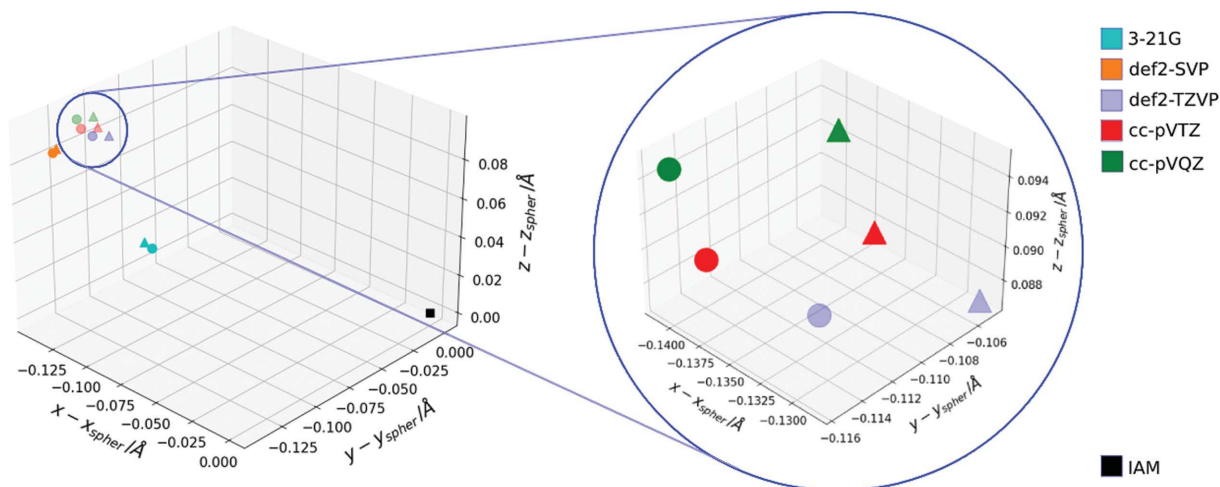 0.08
0.06
0.04
0.02
0.00
z − z_spher/Å
−0.125
−0.100
−0.075
−0.050
−0.025
0.000
x − x_spher/Å
0.000
−0.025
−0.050
−0.075
−0.100
−0.125
y − y_spher/Å
0.094
0.092
0.090
0.088
z − z_spher/Å
−0.1400
−0.1375
−0.1350
−0.1325
−0.1300
x − x_spher/Å
−0.106
−0.108
−0.110
−0.112
−0.114
−0.116
y − y_spher/Å
3-21G
def2-SVP
def2-TZVP
cc-pVTZ
cc-pVQZ
IAM